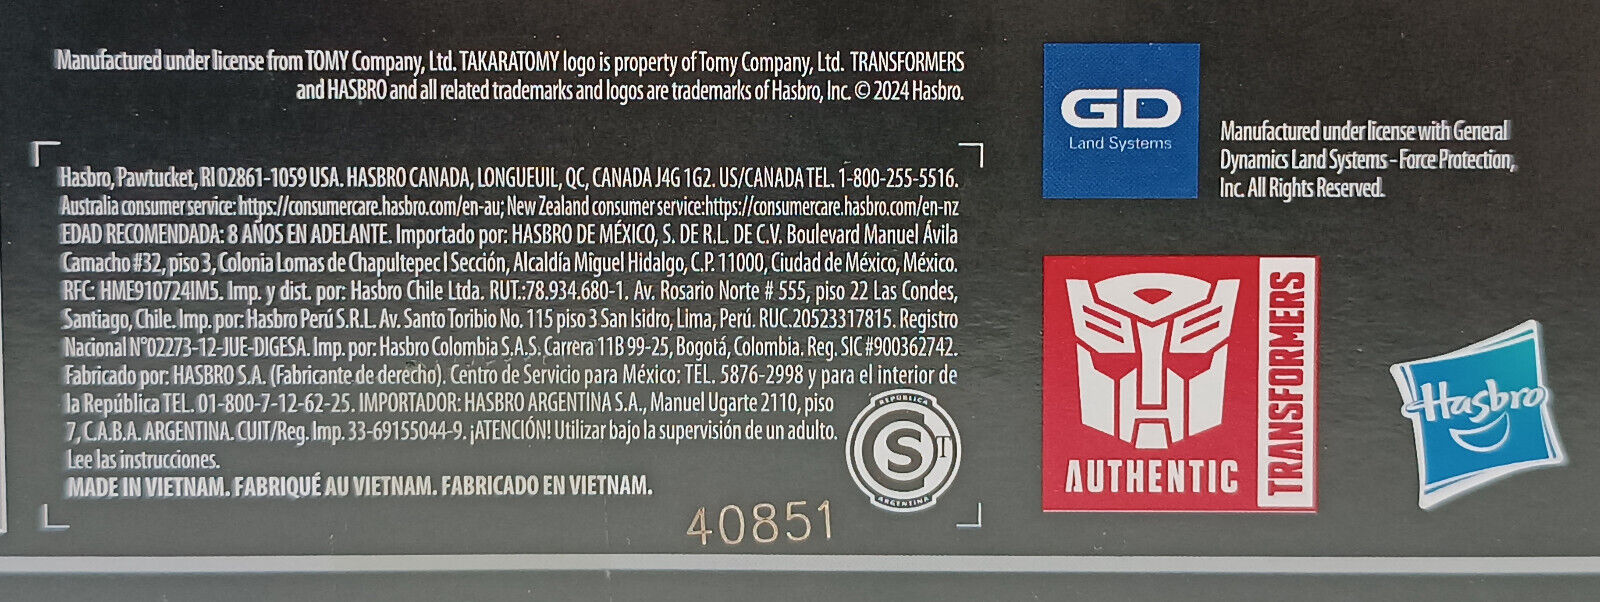 Manufactured under license from TOMY Company, Ltd. TAKARATOMY logo is property of Tomy Company, Ltd. TRANSFORMERS
and HASBRO and all related trademarks and logos are trademarks of Hasbro, Inc. © 2024 Hasbro.
Hasbro, Pawtucket, RI 02861-1059 USA. HASBRO CANADA, LONGUEUIL, QC, CANADA J4G 1G2. US/CANADA TEL. 1-800-255-5516.
Australia consumer service: https://consumercare.hasbro.com/en-au; New Zealand consumer service:https://consumercare.hasbro.com/en-nz
EDAD RECOMENDADA: 8 AÑOS EN ADELANTE. Importado por: HASBRO DE MÉXICO, S. DE R.L. DE C.V. Boulevard Manuel Ávila
Camacho #32, piso 3, Colonia Lomas de Chapultepec I Sección, Alcaldía Miguel Hidalgo, C.P. 11000, Ciudad de México, México.
RFC: HME910724IM5. Imp. y dist. por: Hasbro Chile Ltda. RUT.:78.934.680-1. Av. Rosario Norte # 555, piso 22 Las Condes,
Santiago, Chile. Imp. por: Hasbro Perú S.R.L. Av. Santo Toribio No. 115 piso 3 San Isidro, Lima, Perú. RUC.20523317815. Registro
Nacional N°02273-12-JUE-DIGESA. Imp. por: Hasbro Colombia S.A.S. Carrera 11B 99-25, Bogotá, Colombia. Reg. SIC #900362742.
Fabricado por: HASBRO S.A. (Fabricante de derecho). Centro de Servicio para México: TEL. 5876-2998 y para el interior de
la República TEL. 01-800-7-12-62-25. IMPORTADOR: HASBRO ARGENTINA S.A., Manuel Ugarte 2110, piso
7, C.A.B.A. ARGENTINA. CUIT/Reg. Imp. 33-69155044-9. ¡ATENCIÓN! Utilizar bajo la supervisión de un adulto.
Lee las instrucciones.
MADE IN VIETNAM. FABRIQUÉ AU VIETNAM. FABRICADO EN VIETNAM.
REPÚBLICA
S T
ARGENTINA
40851
GD
Land Systems
Manufactured under license with General
Dynamics Land Systems - Force Protection,
Inc. All Rights Reserved.
AUTHENTIC
TRANSFORMERS
Hasbro